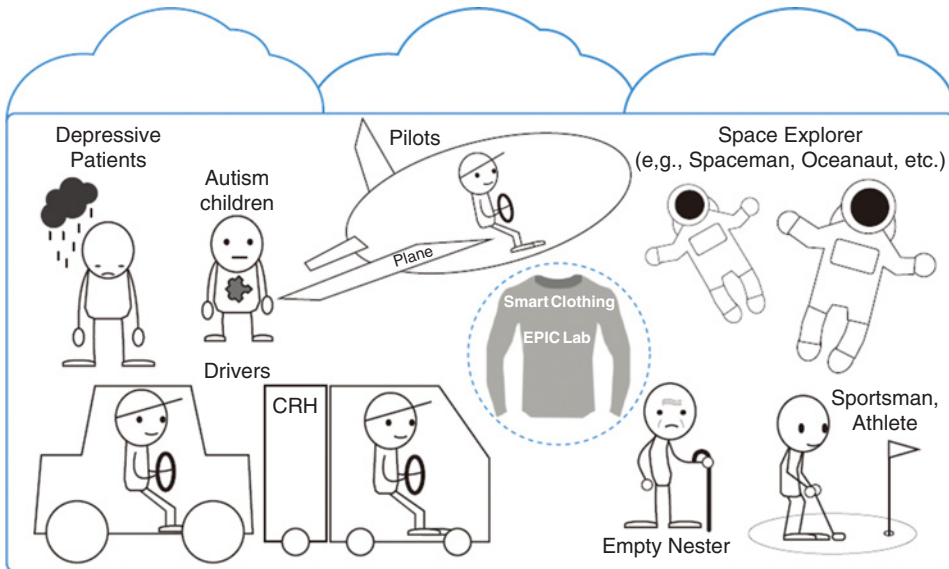 Depressive
Patients
Autism
children
Pilots
Plane
Space Explorer
(e,g., Spaceman, Oceanaut, etc.)
Smart Clothing
EPIC Lab
Drivers
CRH
Empty Nester
Sportsman,
Athlete